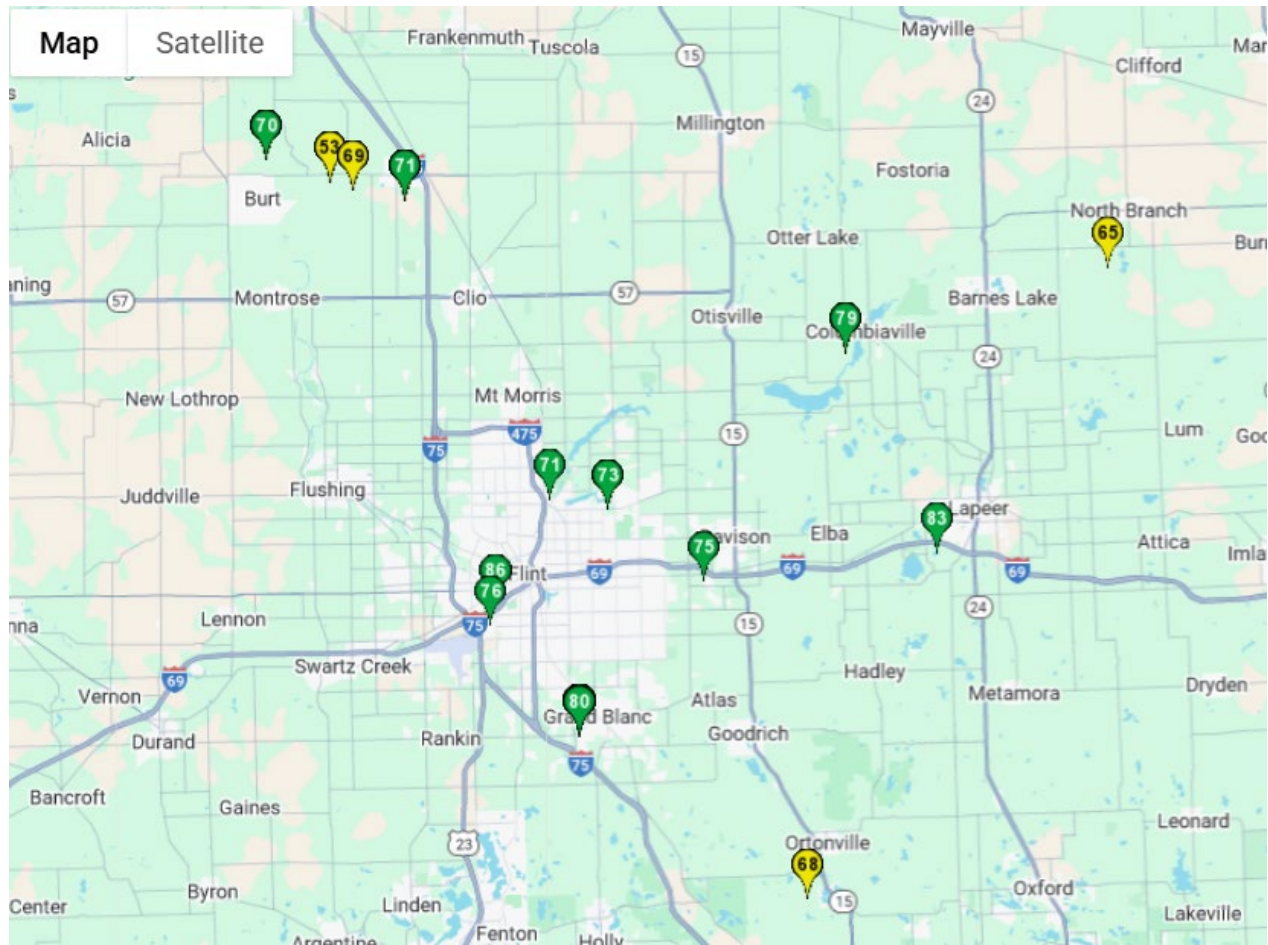 Map
Satellite
Frankenmuth
Tuscola
15
Mayville
Clifford
24
70
Alicia
53
69
71
Millington
Fostoria
Burt
North Branch
65
Otter Lake
57
Montrose
Clio
57
Barnes Lake
Otisville
79
24
New Lothrop
Mt Morris
475
75
15
Lum
71
73
Juddville
Flushing
83
Lapeer
75
Elba
Attica
86
Flint
69
69
69
76
Lennon
75
15
24
Swartz Creek
69
Hadley
Vernon
Atlas
Metamora
Dryden
80
Grand Blanc
Durand
Rankin
Goodrich
75
Bancroft
Gaines
Leonard
23
Ortonville
68
Byron
Linden
15
Oxford
Center
Lakeville
Fenton
Holly
Argentine